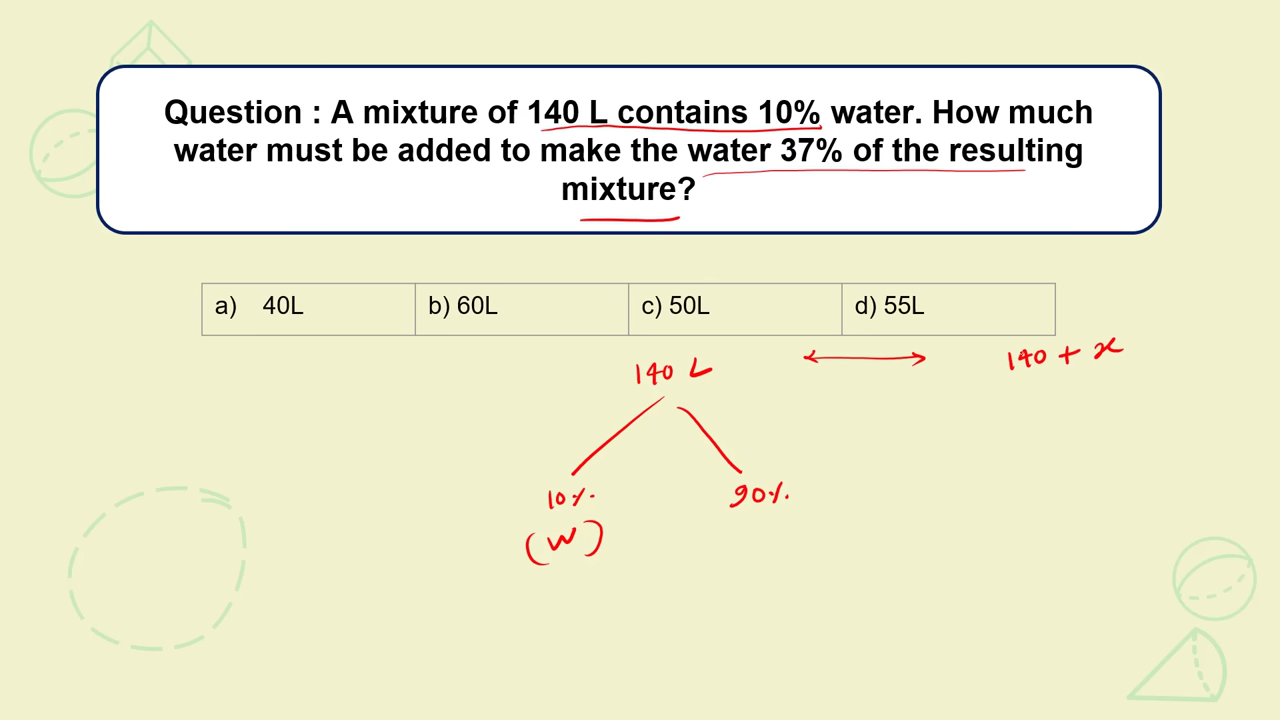 Question : A mixture of 140 L contains 10% water. How much
water must be added to make the water 37% of the resulting
mixture?
a) 40L b) 60L c) 50L d) 55L
140 L 140 + x
10% 90%
(W)